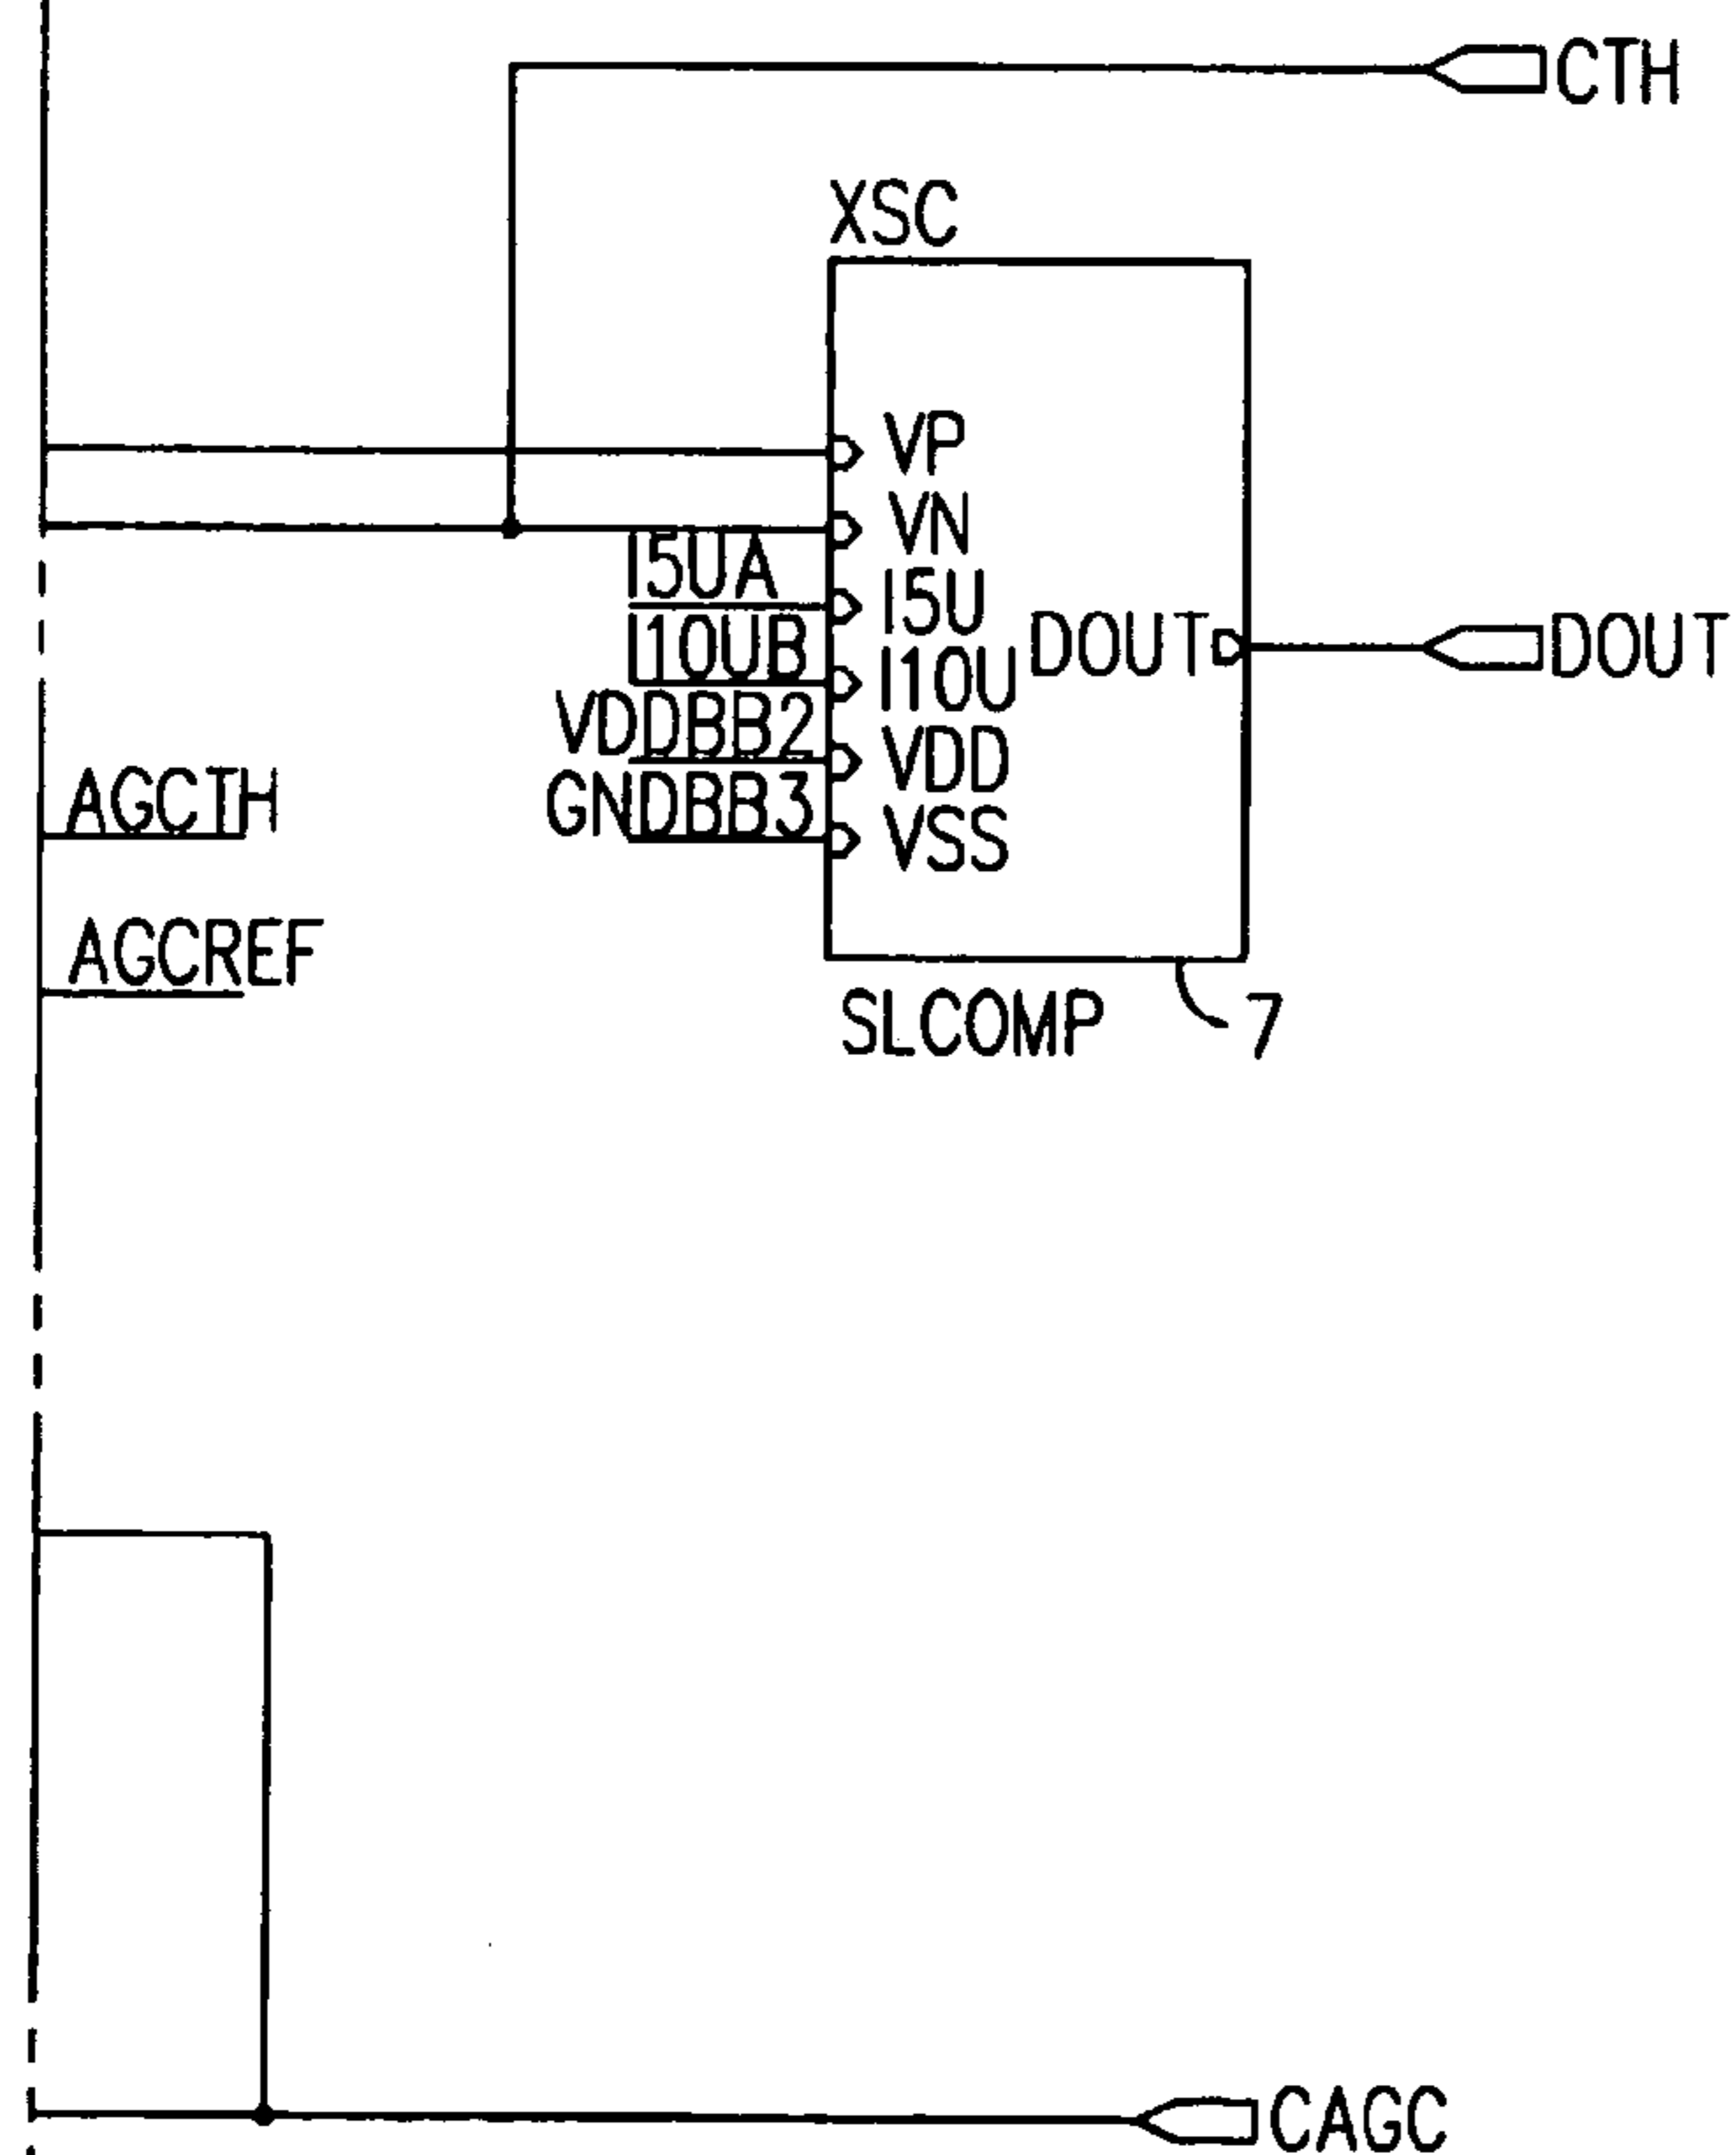 CTH
XSC
VP
VN
I5UA
I5U
I10UB
I10U
DOUT
DOUT
VDDBB2
VDD
GNDBB3
VSS
AGCTH
AGCREF
SLCOMP
7
CAGC